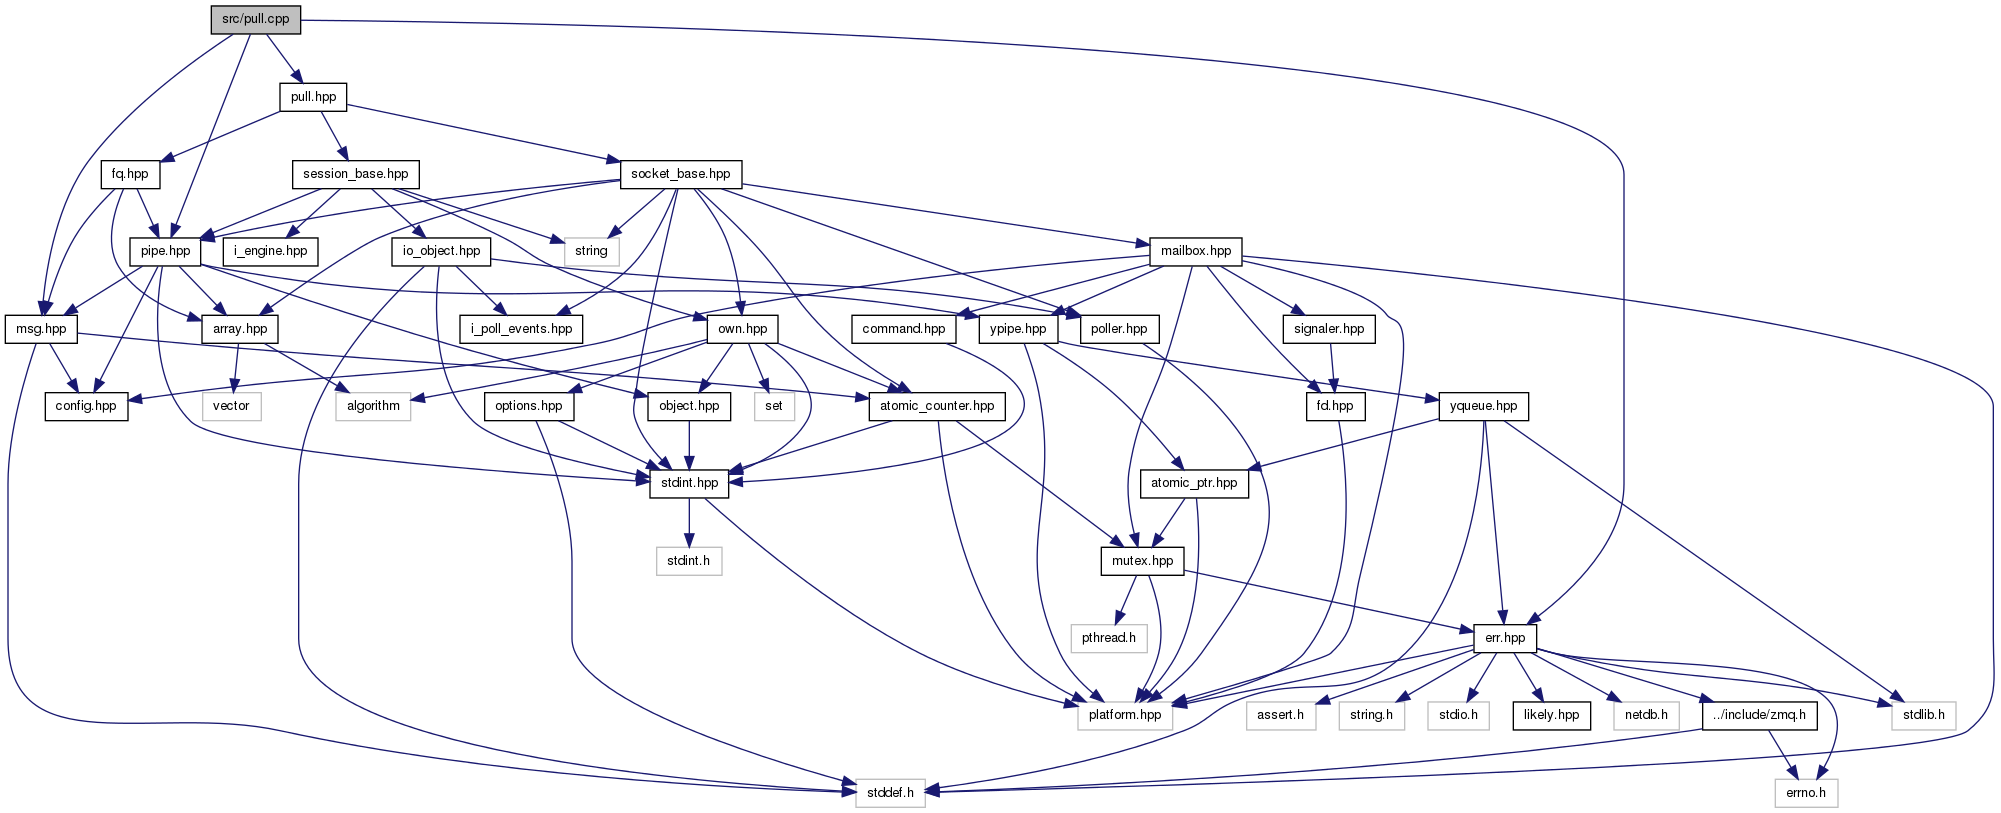 src/pull.cpp
pull.hpp
fq.hpp
session_base.hpp
socket_base.hpp
pipe.hpp
i_engine.hpp
io_object.hpp
string
mailbox.hpp
msg.hpp
array.hpp
i_poll_events.hpp
own.hpp
command.hpp
ypipe.hpp
poller.hpp
signaler.hpp
config.hpp
vector
algorithm
options.hpp
object.hpp
set
atomic_counter.hpp
fd.hpp
yqueue.hpp
stdint.hpp
atomic_ptr.hpp
stdint.h
mutex.hpp
pthread.h
err.hpp
platform.hpp
assert.h
string.h
stdio.h
likely.hpp
netdb.h
../include/zmq.h
stdlib.h
stddef.h
errno.h